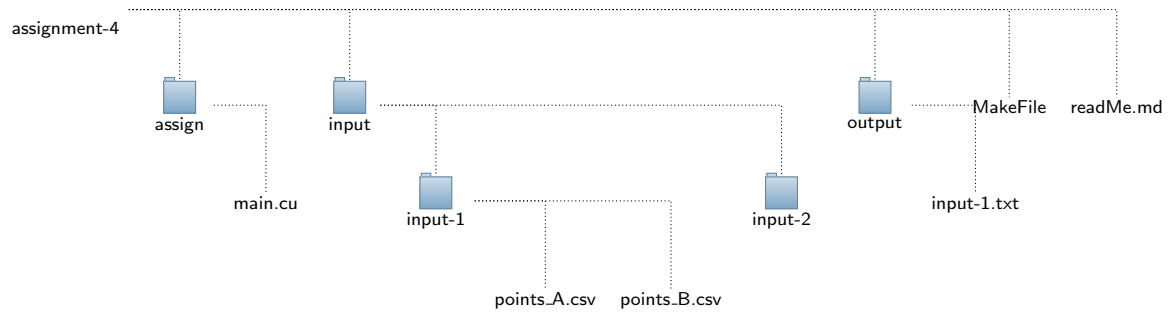 assignment-4
assign
input
output
MakeFile
readMe.md
main.cu
input-1
input-2
input-1.txt
points_A.csv
points_B.csv